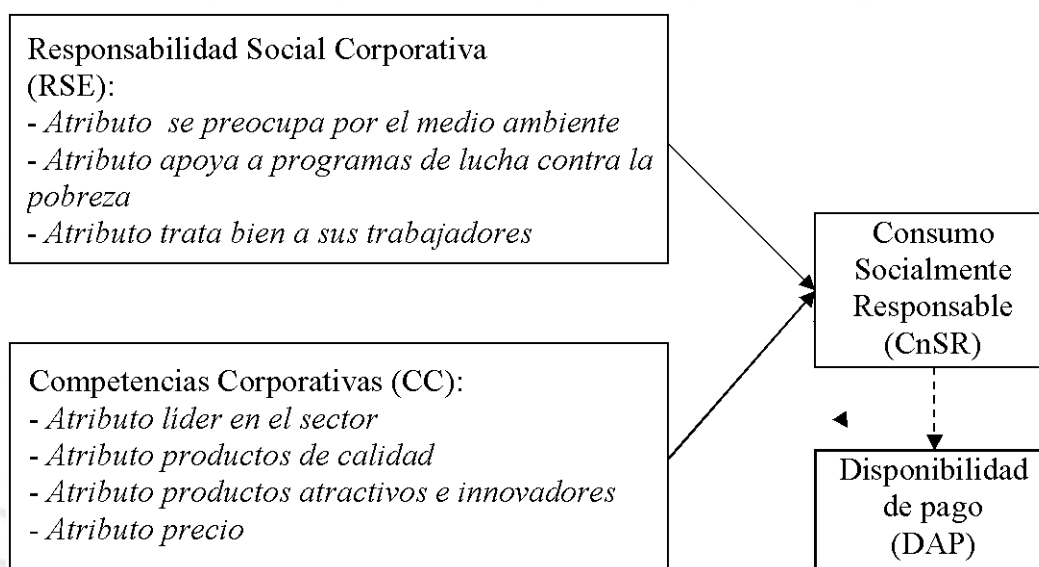 Responsabilidad Social Corporativa
(RSE):
- Atributo  se preocupa por el medio ambiente
- Atributo apoya a programas de lucha contra la
pobreza
- Atributo trata bien a sus trabajadores
Competencias Corporativas (CC):
- Atributo líder en el sector
- Atributo productos de calidad
- Atributo productos atractivos e innovadores
- Atributo precio
Consumo
Socialmente
Responsable
(CnSR)
Disponibilidad
de pago
(DAP)